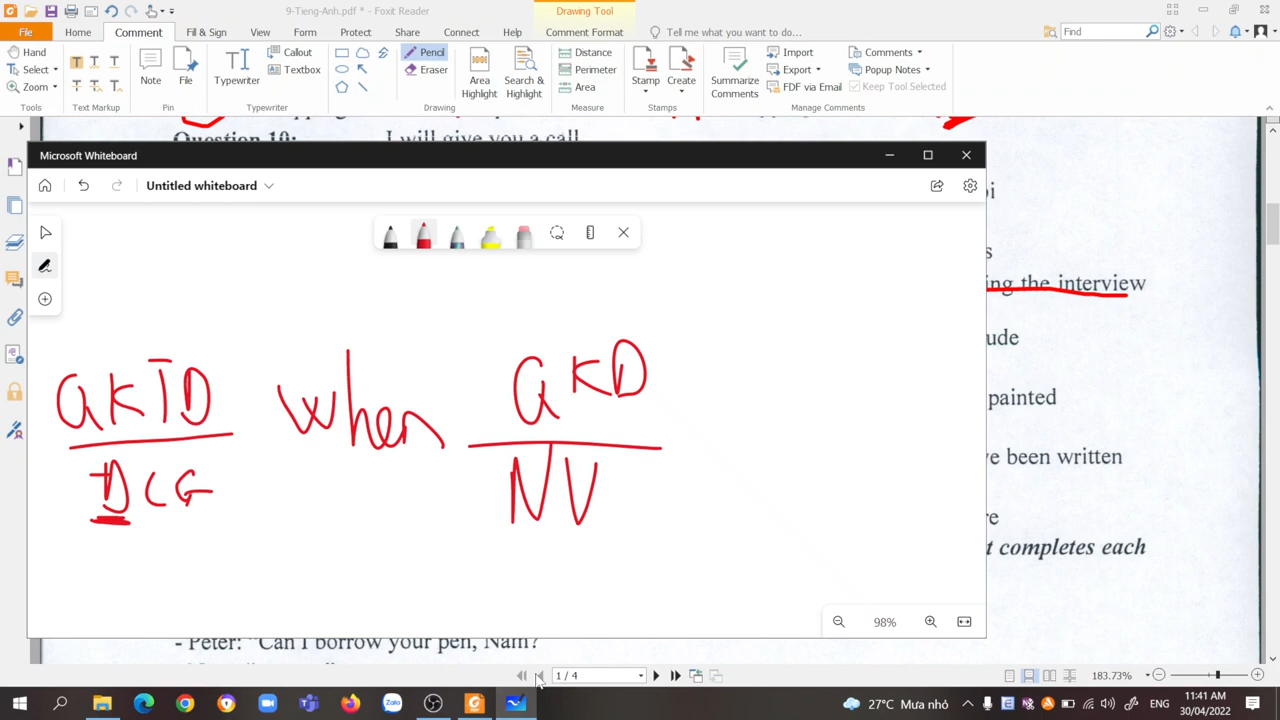 9-Tieng-Anh.pdf * - Foxit Reader
Drawing Tool
File Home Comment Fill & Sign View Form Protect Share Connect Help Comment Format Tell me what you want to do... Find
Hand Select Zoom
Tools
Text Markup
Note File
Pin
Typewriter Callout Textbox
Typewriter
Pencil Eraser
Drawing
Area Highlight
Search & Highlight
Distance Perimeter Area
Measure
Stamp Create
Stamps
Summarize Comments
Import Export FDF via Email
Comments Popup Notes Keep Tool Selected
Manage Comments
Question 10: I will give you a call
Microsoft Whiteboard
Untitled whiteboard
ing the interview
ude
painted
ve been written
re
t completes each
QKTD when QKD
DCG NV
98%
- Peter: "Can I borrow your pen, Nam?
1 / 4
183.73%
27°C Mưa nhỏ
ENG
11:41 AM
30/04/2022